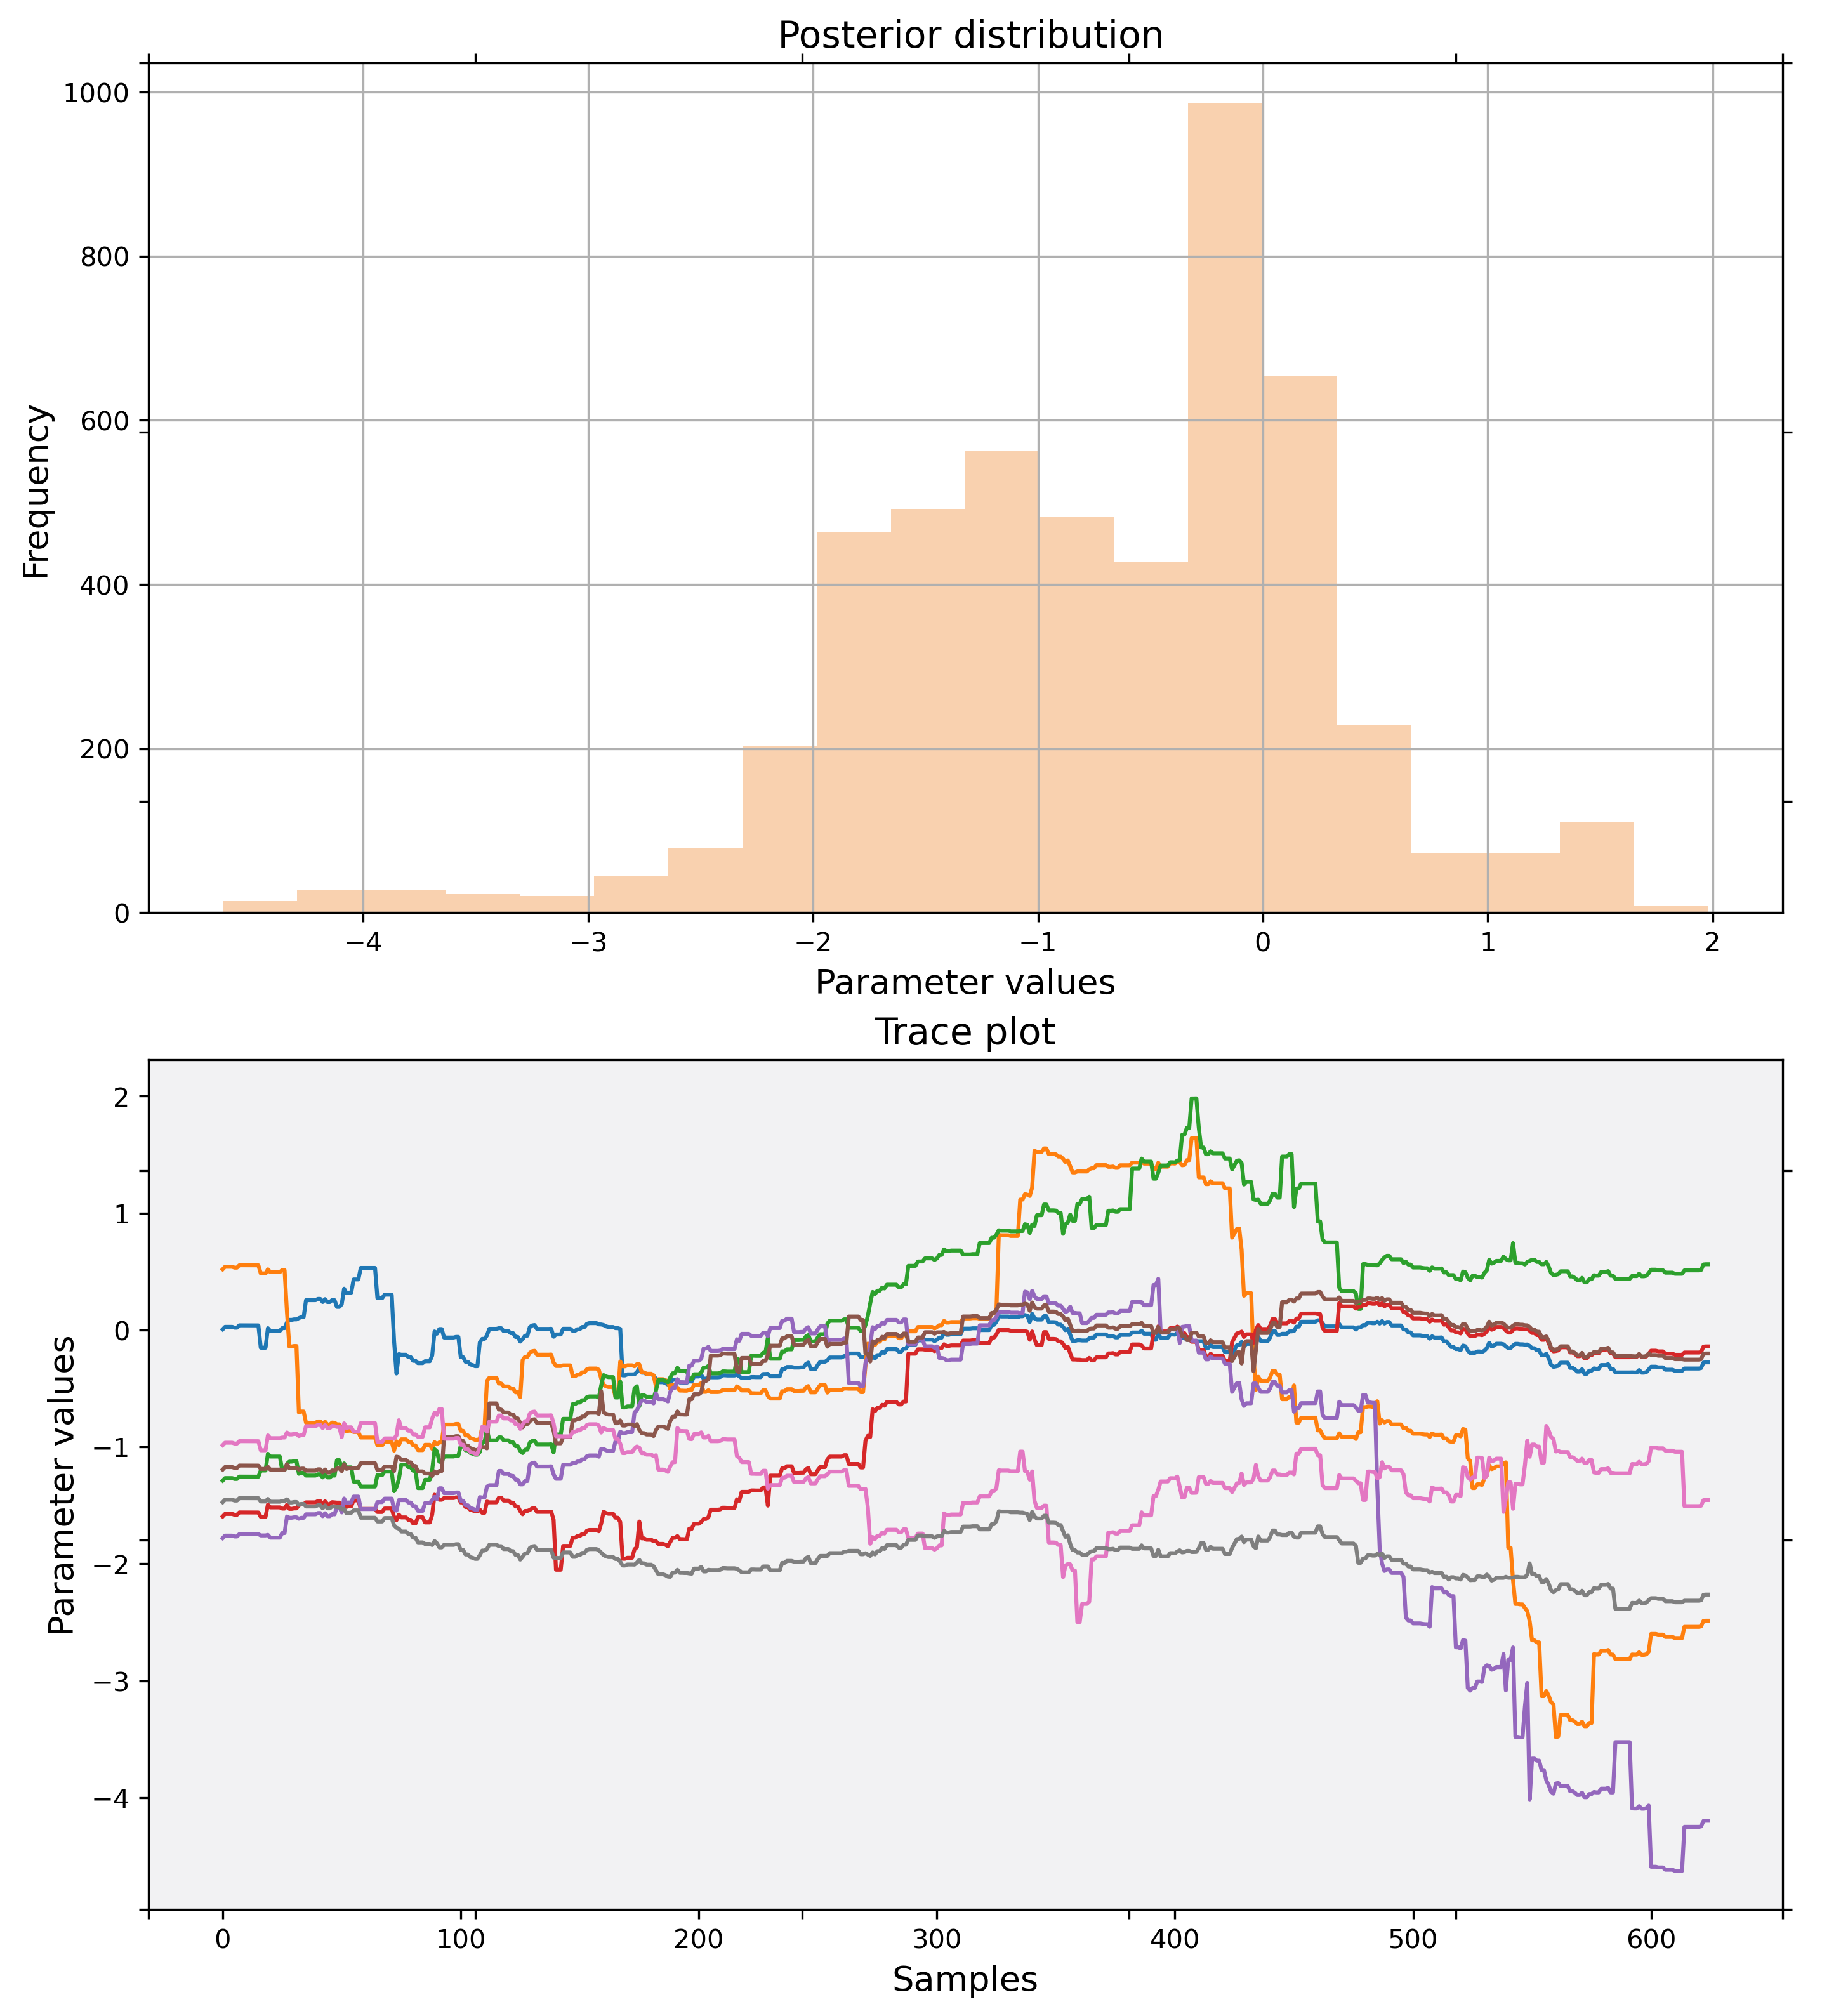 Posterior distribution
1000
800
600
400
200
0
Frequency
−4 −3 −2 −1 0 1 2
Parameter values
Trace plot
2
1
0
−1
−2
−3
−4
Parameter values
0 100 200 300 400 500 600
Samples